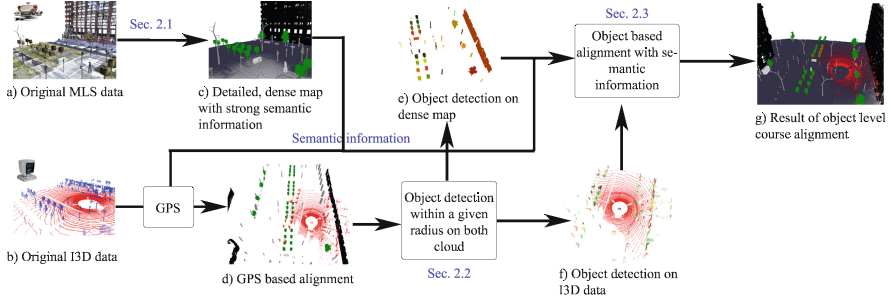 Sec. 2.1
a) Original MLS data
c) Detailed, dense map
with strong semantic
information
e) Object detection on
dense map
Sec. 2.3
Object based
alignment with se-
mantic
information
g) Result of object level
course alignment
Semantic information
b) Original I3D data
GPS
d) GPS based alignment
Object detection
within a given
radius on both
cloud
Sec. 2.2
f) Object detection on
I3D data